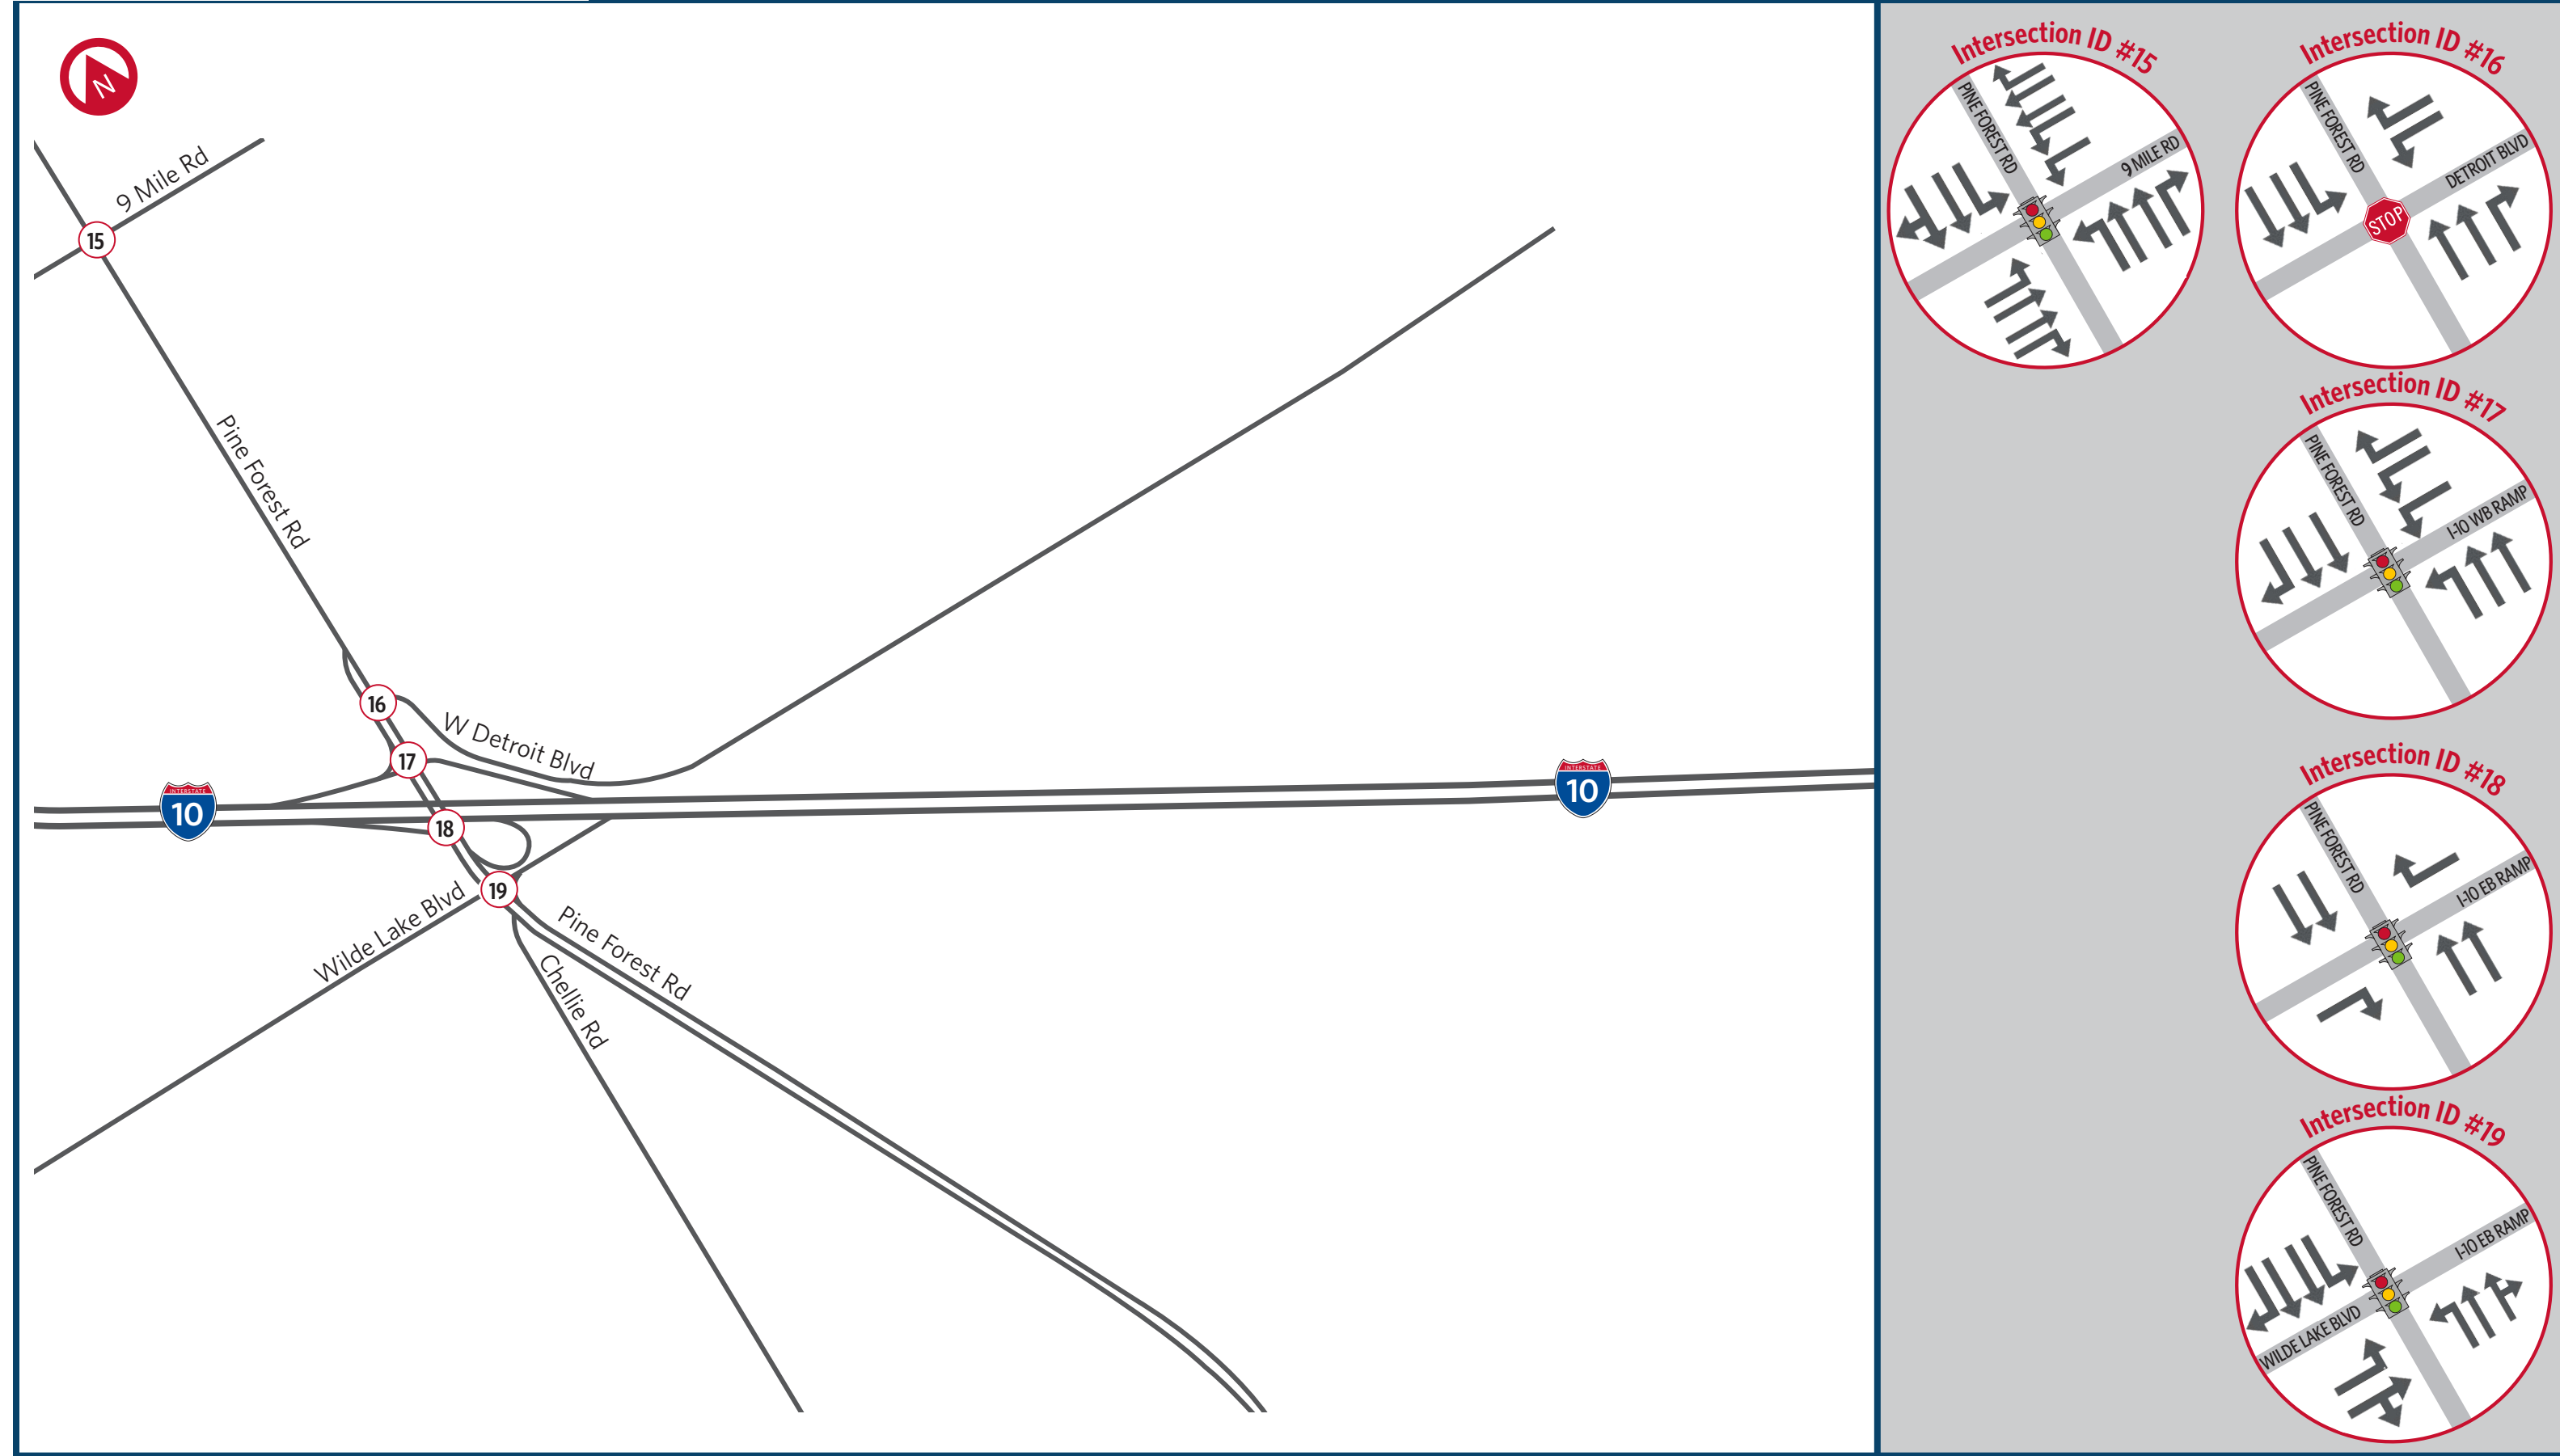 N
9 Mile Rd
15
Pine Forest Rd
16
W Detroit Blvd
17
INTERSTATE
10
INTERSTATE
10
18
19
Wilde Lake Blvd
Pine Forest Rd
Chellie Rd
Intersection ID #15
PINE FOREST RD
9 MILE RD
Intersection ID #16
PINE FOREST RD
DETROIT BLVD
STOP
Intersection ID #17
PINE FOREST RD
I-10 WB RAMP
Intersection ID #18
PINE FOREST RD
I-10 EB RAMP
Intersection ID #19
PINE FOREST RD
I-10 EB RAMP
WILDE LAKE BLVD